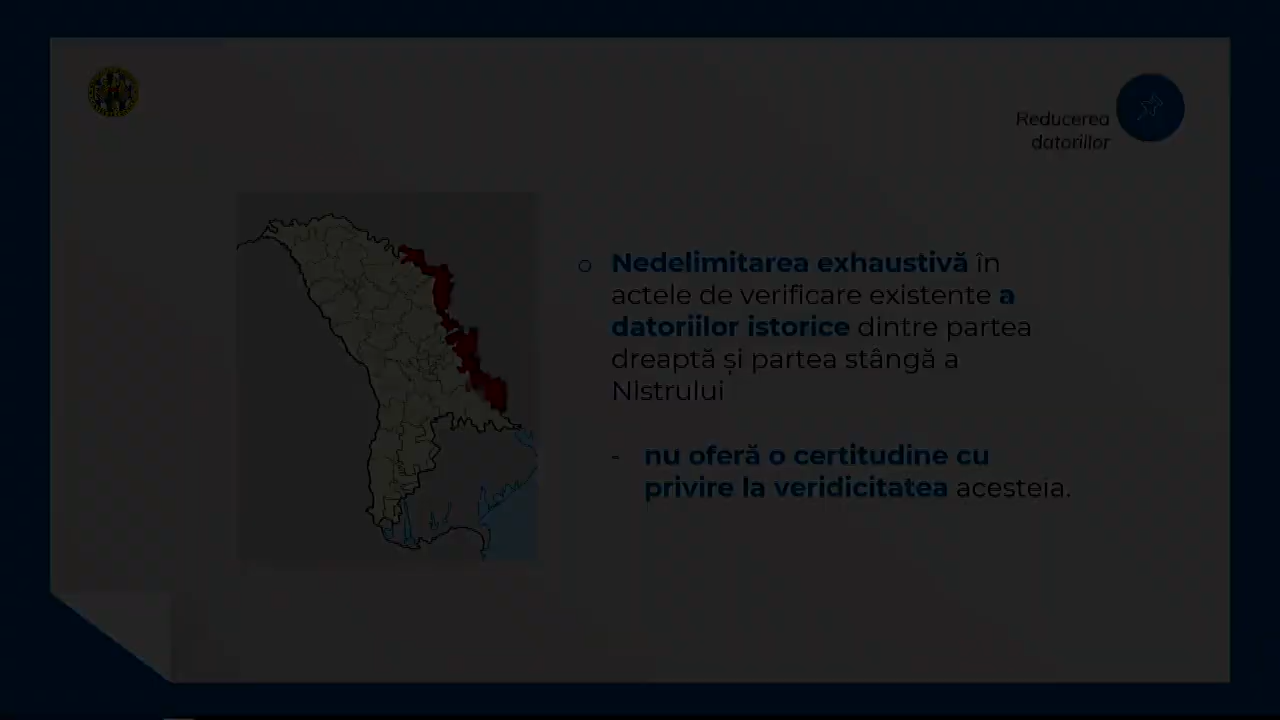 Reducerea
datoriilor
Nedelimitarea exhaustivă în
actele de verificare existente a
datoriilor istorice dintre partea
dreaptă și partea stângă a
Nistrului
- nu oferă o certitudine cu
privire la veridicitatea acesteia.